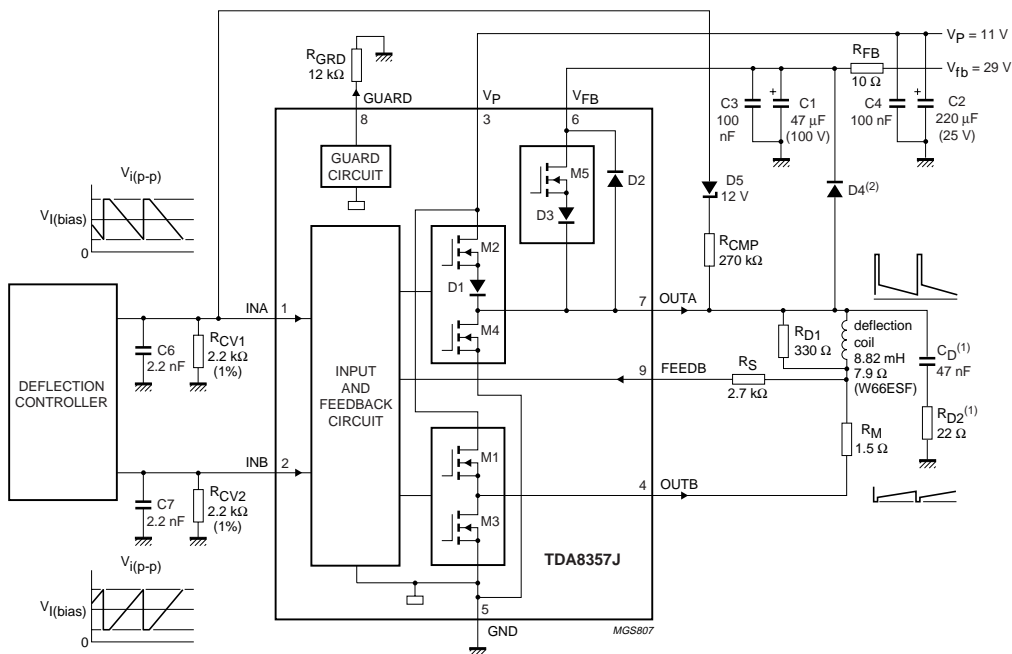 VP = 11 V
Vfb = 29 V
RGRD
12 kΩ
GUARD
8
VP
3
VFB
6
RFB
10 Ω
C3
100
nF
C1
47 μF
(100 V)
C4
100 nF
C2
220 μF
(25 V)
GUARD
CIRCUIT
M5
D3
D2
D5
12 V
D4(2)
RCMP
270 kΩ
Vi(p-p)
VI(bias)
0
M2
D1
M4
7
OUTA
INA
1
DEFLECTION
CONTROLLER
C6
2.2 nF
RCV1
2.2 kΩ
(1%)
INPUT
AND
FEEDBACK
CIRCUIT
9
FEEDB
RS
2.7 kΩ
RD1
330 Ω
deflection
coil
8.82 mH
7.9 Ω
(W66ESF)
CD(1)
47 nF
RD2(1)
22 Ω
RM
1.5 Ω
INB
2
C7
2.2 nF
RCV2
2.2 kΩ
(1%)
M1
M3
4
OUTB
TDA8357J
Vi(p-p)
VI(bias)
0
5
GND
MGS807